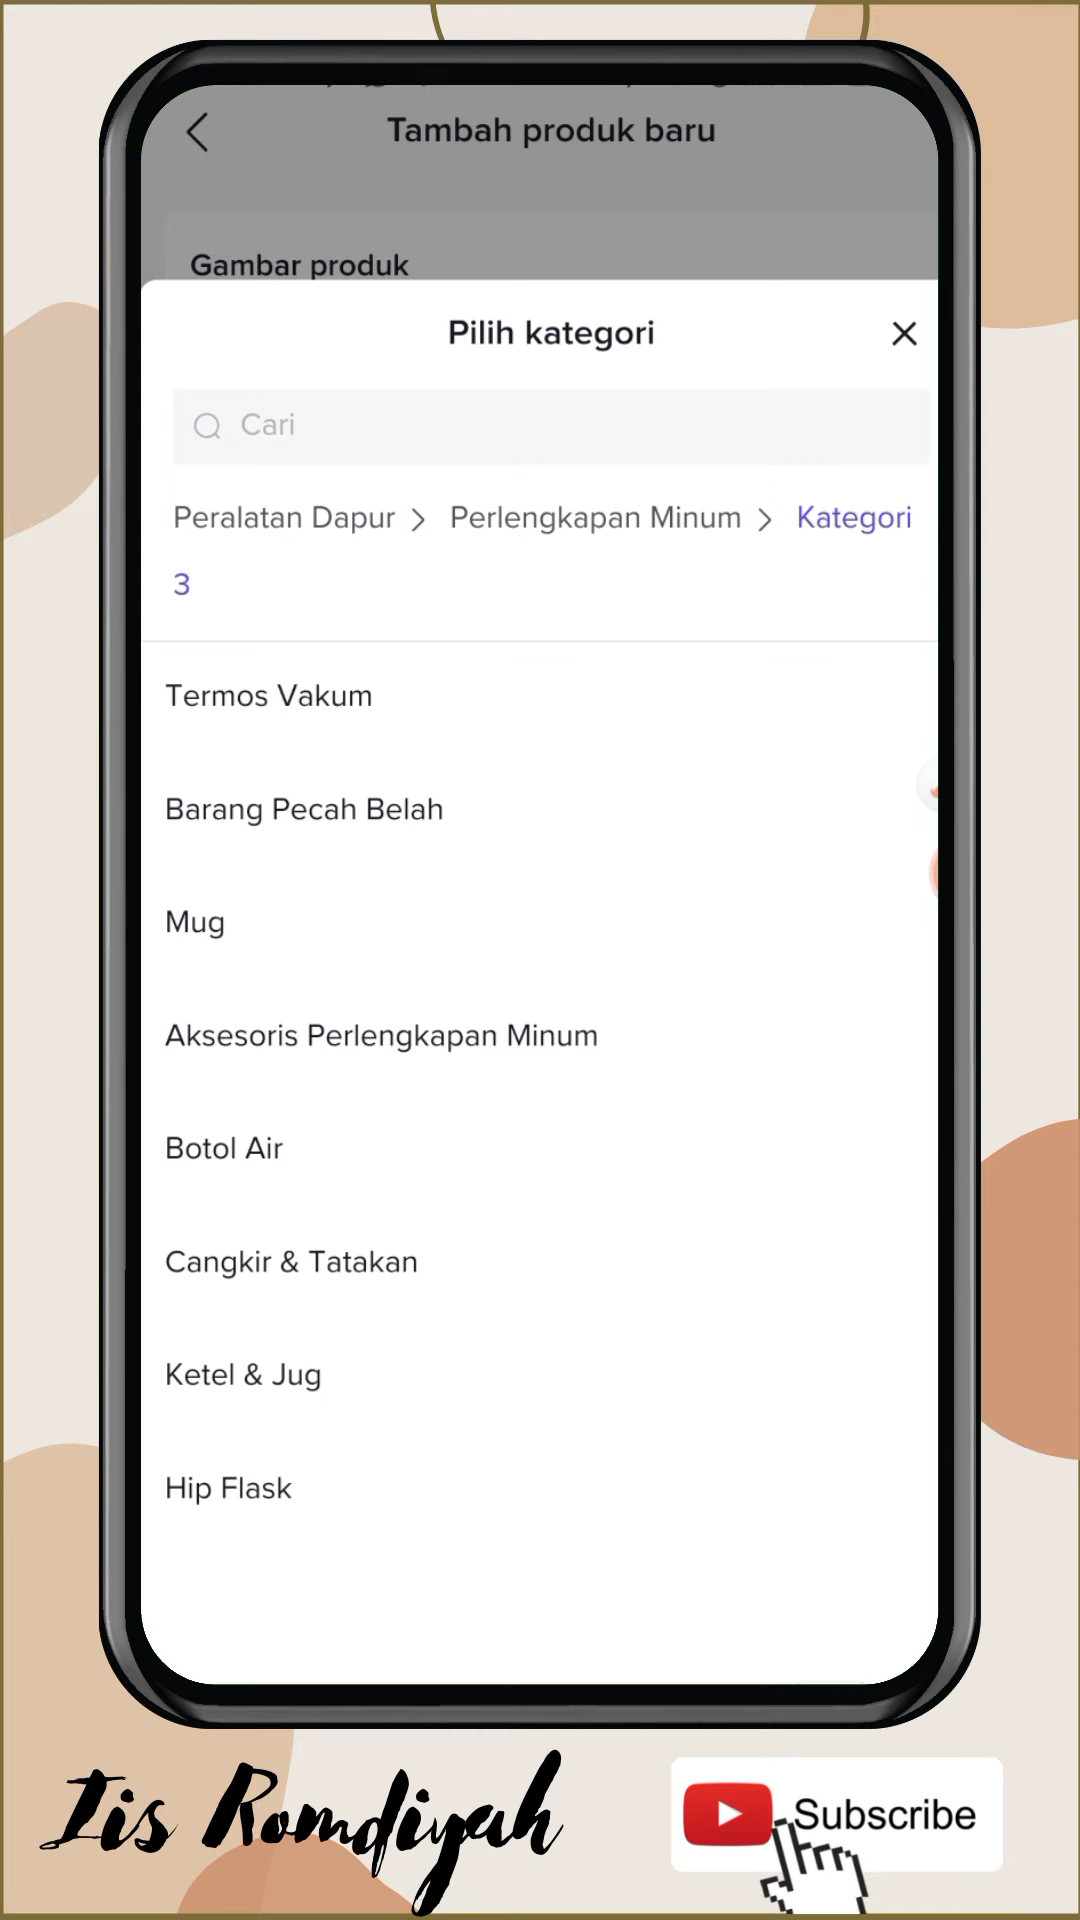 Tambah produk baru
Gambar produk
Pilih kategori
Cari
Peralatan Dapur > Perlengkapan Minum > Kategori
3
Termos Vakum
Barang Pecah Belah
Mug
Aksesoris Perlengkapan Minum
Botol Air
Cangkir & Tatakan
Ketel & Jug
Hip Flask
Iis Romdiyah
Subscribe